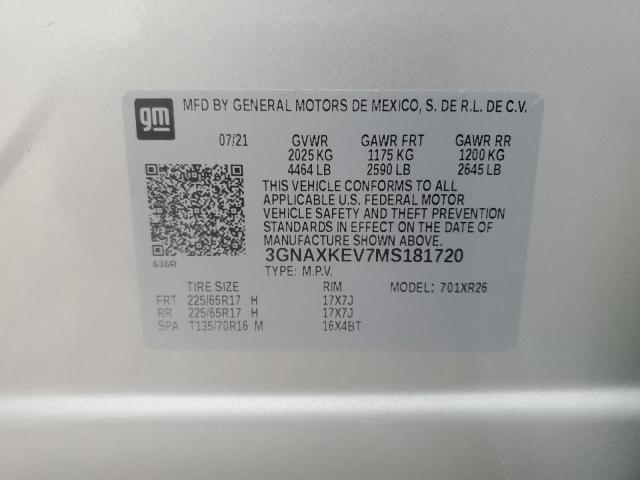 gm
MFD BY GENERAL MOTORS DE MEXICO, S. DE R.L. DE C.V.
07/21 GVWR GAWR FRT GAWR RR
2025 KG 1175 KG 1200 KG
4464 LB 2590 LB 2645 LB
THIS VEHICLE CONFORMS TO ALL
APPLICABLE U.S. FEDERAL MOTOR
VEHICLE SAFETY AND THEFT PREVENTION
STANDARDS IN EFFECT ON THE DATE OF
MANUFACTURE SHOWN ABOVE.
636R
3GNAXKEV7MS181720
TYPE: M.P.V.
TIRE SIZE RIM MODEL: 701XR26
FRT 225/65R17 H 17X7J
RR 225/65R17 H 17X7J
SPA T135/70R16 M 16X4BT